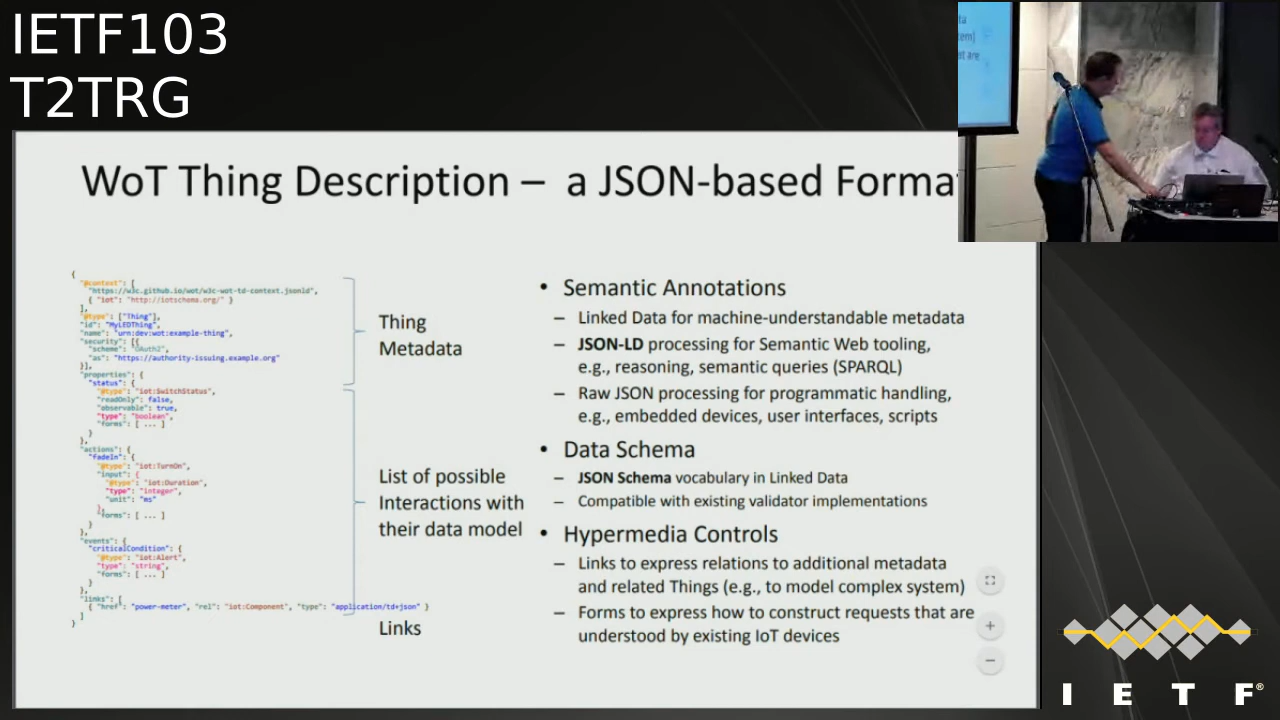 IETF103
T2TRG
WoT Thing Description – a JSON-based Forma
{
"@context": [
"https://w3c.github.io/wot/w3c-wot-td-context.jsonld",
{ "iot": "http://iotschema.org/" }
],
"@type": ["Thing"],
"id": "MyLEDThing",
"name": "urn:dev:wot:example-thing",
"security": [{
"scheme": "OAuth2",
"as": "https://authority-issuing.example.org"
}],
"properties": {
"status": {
"@type": "iot:SwitchStatus",
"readOnly": false,
"observable": true,
"type": "boolean",
"forms": [ ... ]
}
},
"actions": {
"fadeIn": {
"@type": "iot:TurnOn",
"input": {
"@type": "iot:Duration",
"type": "integer",
"unit": "ms"
},
"forms": [ ... ]
}
},
"events": {
"criticalCondition": {
"@type": "iot:Alert",
"type": "string",
"forms": [ ... ]
}
},
"links": [
{ "href": "power-meter", "rel": "iot:Component", "type": "application/td+json" }
]
}
Thing
Metadata
List of possible
Interactions with
their data model
Links
• Semantic Annotations
– Linked Data for machine-understandable metadata
– JSON-LD processing for Semantic Web tooling,
e.g., reasoning, semantic queries (SPARQL)
– Raw JSON processing for programmatic handling,
e.g., embedded devices, user interfaces, scripts
• Data Schema
– JSON Schema vocabulary in Linked Data
– Compatible with existing validator implementations
• Hypermedia Controls
– Links to express relations to additional metadata
and related Things (e.g., to model complex system)
– Forms to express how to construct requests that are
understood by existing IoT devices
I E T F®